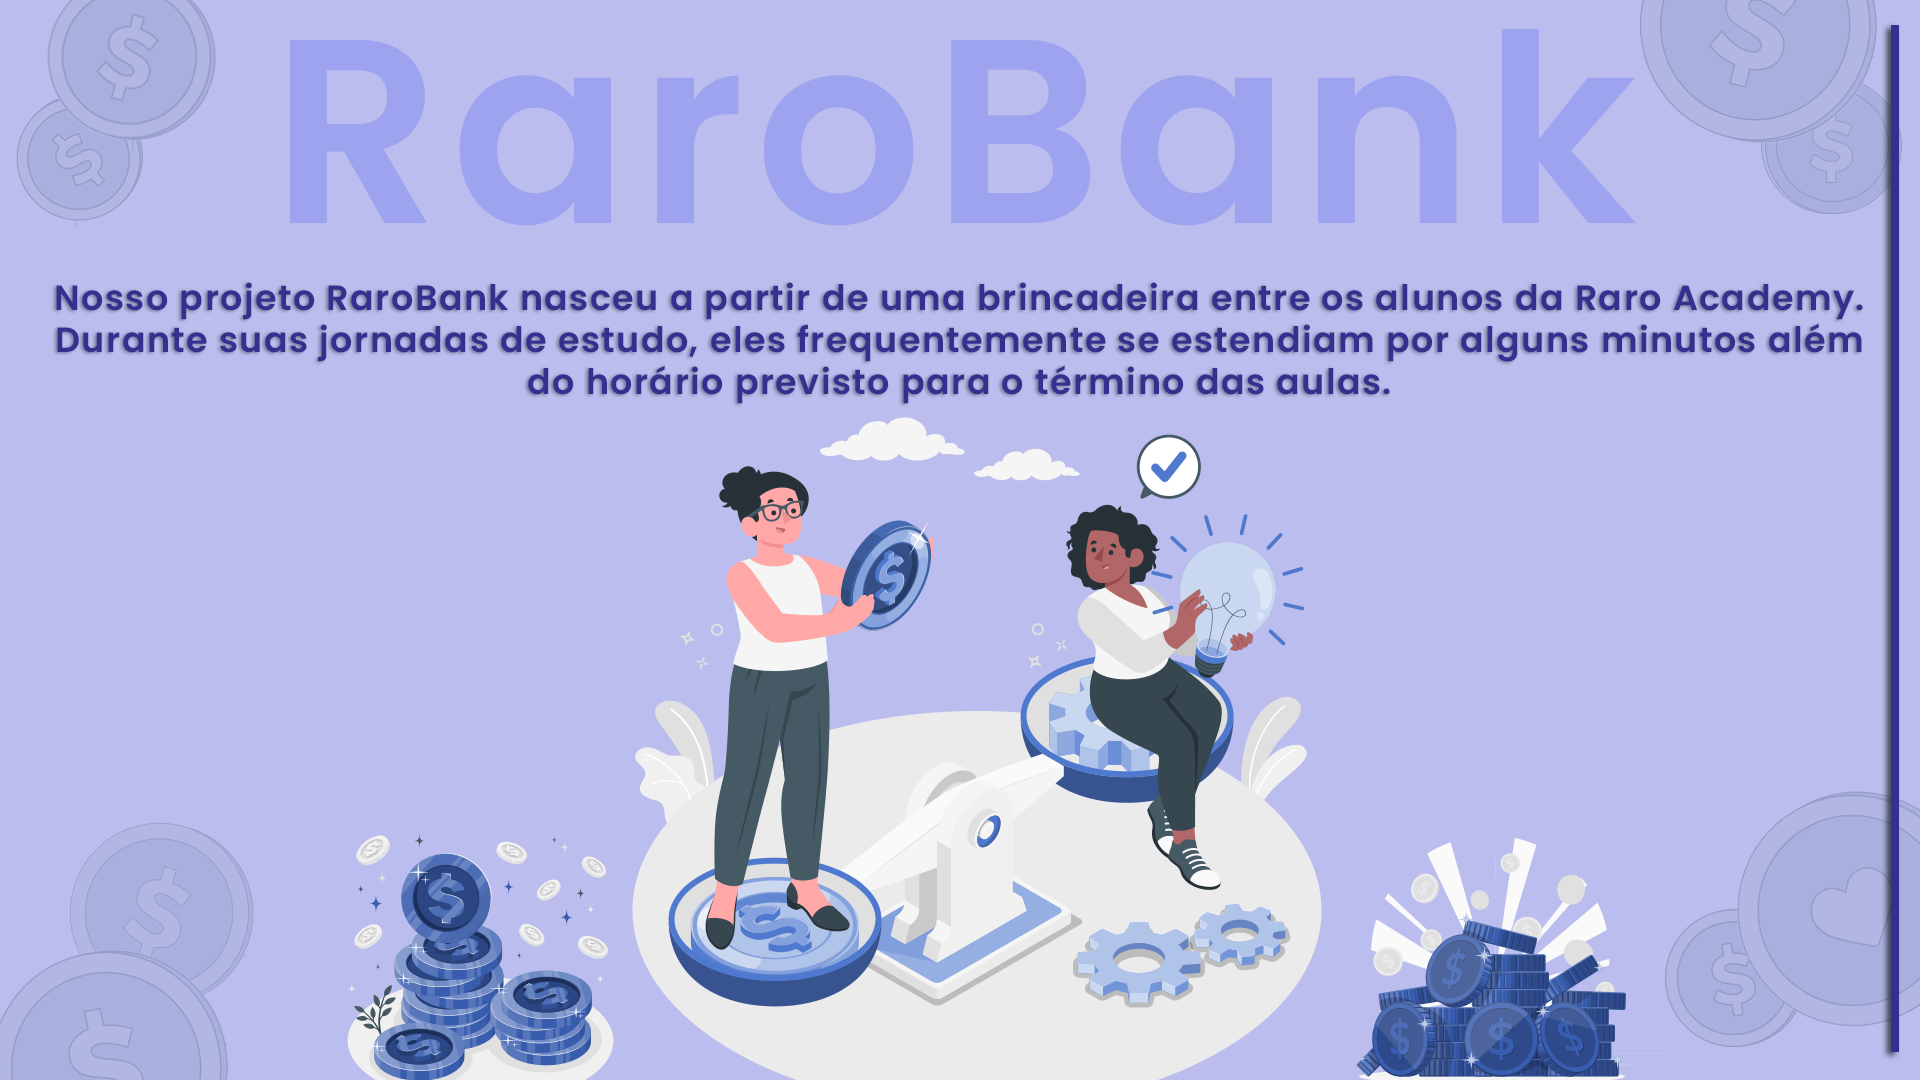 RaroBank
Nosso projeto RaroBank nasceu a partir de uma brincadeira entre os alunos da Raro Academy.
Durante suas jornadas de estudo, eles frequentemente se estendiam por alguns minutos além
do horário previsto para o término das aulas.